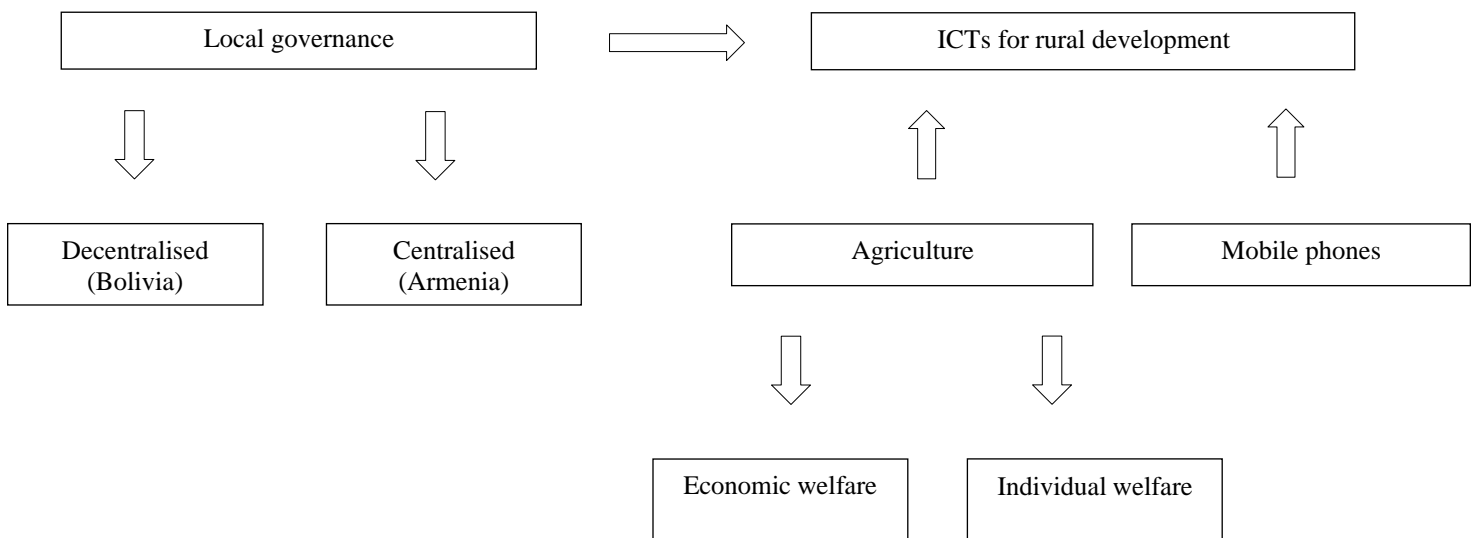 Local governance
ICTs for rural development
Decentralised
(Bolivia)
Centralised
(Armenia)
Agriculture
Mobile phones
Economic welfare
Individual welfare